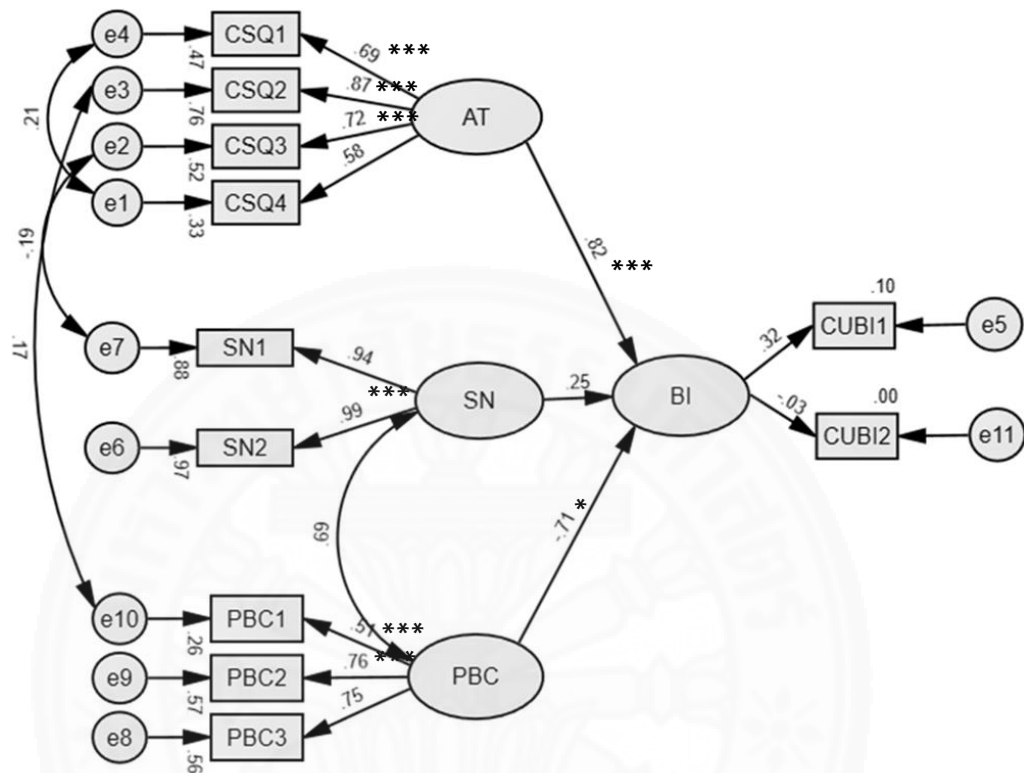 e4
CSQ1
.47
.69 ***
e3
CSQ2
.76
.87 ***
AT
e2
CSQ3
.52
.72 ***
e1
CSQ4
.33
.58
.21
-.19
.17
.82
***
e7
SN1
.88
.94
***
SN
.25
BI
e6
SN2
.97
.99
.32
.10
CUBI1
e5
-.03
.00
CUBI2
e11
.69
-.71 *
e10
PBC1
.26
.51 ***
e9
PBC2
.57
.76 ***
PBC
e8
PBC3
.56
.75